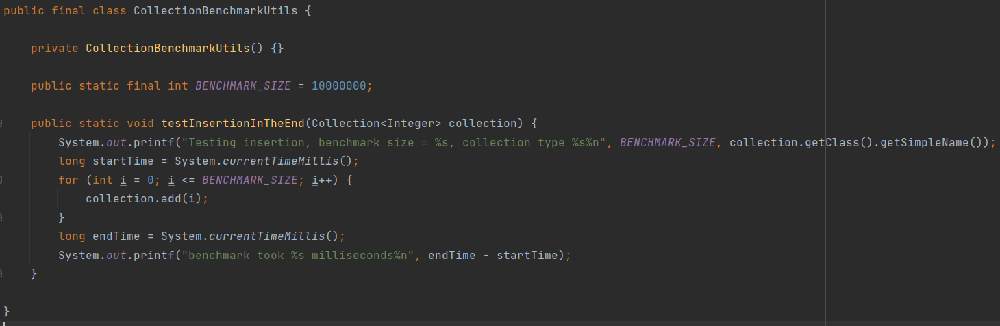 public final class CollectionBenchmarkUtils {
private CollectionBenchmarkUtils() {}
public static final int BENCHMARK_SIZE = 10000000;
public static void testInsertionInTheEnd(Collection<Integer> collection) {
System.out.printf("Testing insertion, benchmark size = %s, collection type %s%n", BENCHMARK_SIZE, collection.getClass().getSimpleName());
long startTime = System.currentTimeMillis();
for (int i = 0; i <= BENCHMARK_SIZE; i++) {
collection.add(i);
}
long endTime = System.currentTimeMillis();
System.out.printf("benchmark took %s milliseconds%n", endTime - startTime);
}
}